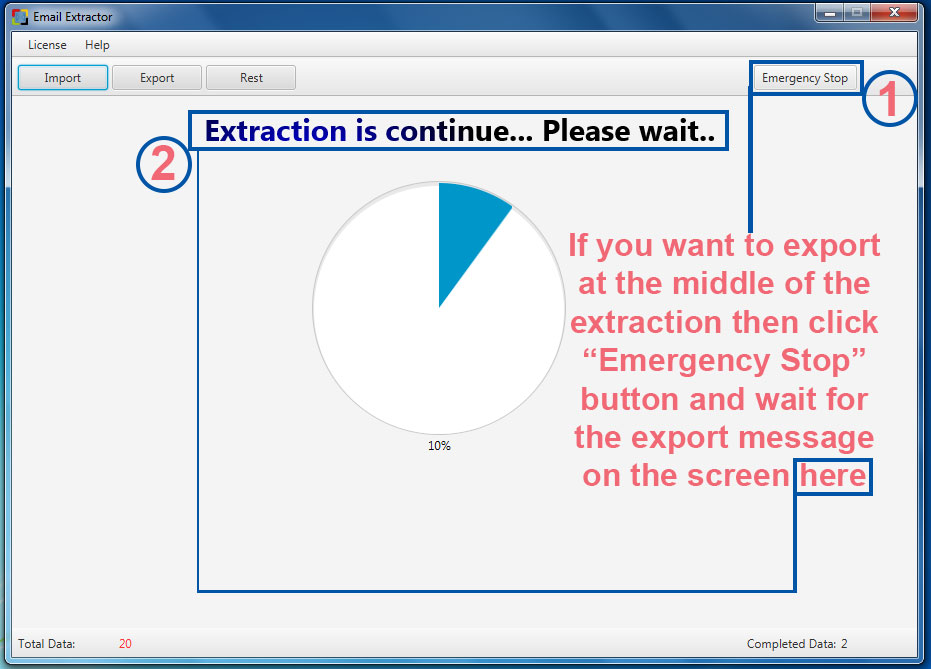 Email Extractor
License Help
Import Export Rest Emergency Stop
1
Extraction is continue... Please wait..
2
If you want to export
at the middle of the
extraction then click
“Emergency Stop”
button and wait for
the export message
on the screen here
10%
Total Data: 20 Completed Data: 2